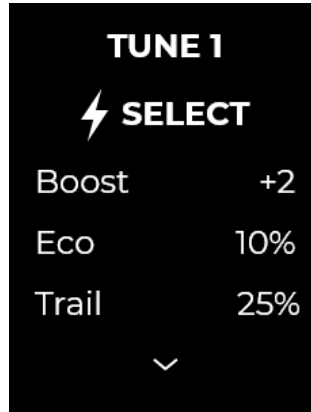 TUNE 1
SELECT
Boost +2
Eco 10%
Trail 25%